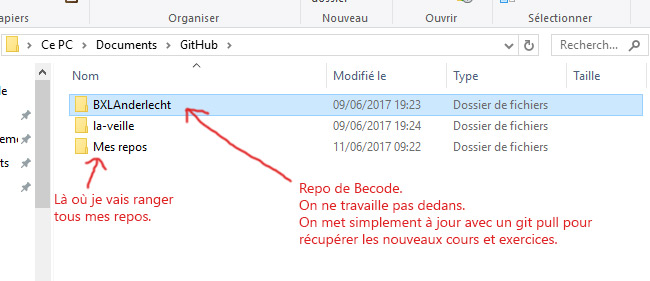 apiers
Organiser
dossier
Nouveau
Ouvrir
Sélectionner
Ce PC > Documents > GitHub >
Recherch...
Nom
Modifié le
Type
Taille
BXLAnderlecht
09/06/2017 19:23
Dossier de fichiers
la-veille
09/06/2017 19:24
Dossier de fichiers
Mes repos
11/06/2017 09:22
Dossier de fichiers
le
ements
ts
Là où je vais ranger
tous mes repos.
Repo de Becode.
On ne travaille pas dedans.
On met simplement à jour avec un git pull pour
récupérer les nouveaux cours et exercices.